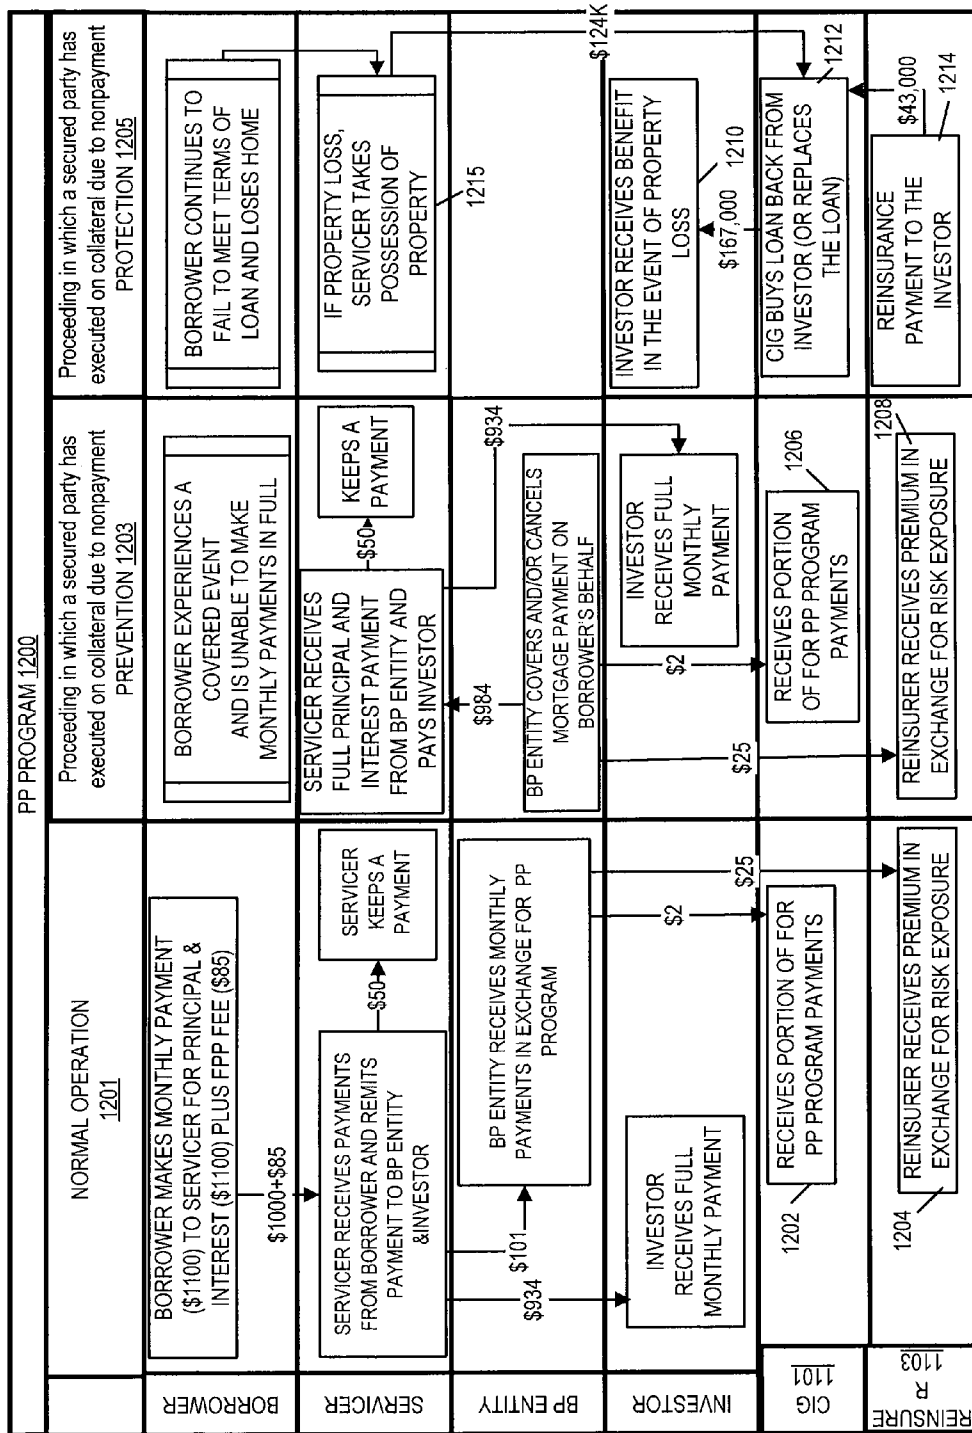 PP PROGRAM 1200
NORMAL OPERATION
1201
Proceeding in which a secured party has
executed on collateral due to nonpayment
PREVENTION 1203
Proceeding in which a secured party has
executed on collateral due to nonpayment
PROTECTION 1205
BORROWER
BORROWER MAKES MONTHLY PAYMENT
($1100) TO SERVICER FOR PRINCIPAL &
INTEREST ($1100) PLUS FPP FEE ($85)
$1000+$85
BORROWER EXPERIENCES A
COVERED EVENT
AND IS UNABLE TO MAKE
MONTHLY PAYMENTS IN FULL
BORROWER CONTINUES TO
FAIL TO MEET TERMS OF
LOAN AND LOSES HOME
SERVICER
SERVICER RECEIVES PAYMENTS
FROM BORROWER AND REMITS
PAYMENT TO BP ENTITY
&INVESTOR
$50
SERVICER
KEEPS A
PAYMENT
SERVICER RECEIVES
FULL PRINCIPAL AND
INTEREST PAYMENT
FROM BP ENTITY AND
PAYS INVESTOR
$50
KEEPS A
PAYMENT
IF PROPERTY LOSS,
SERVICER TAKES
POSSESSION OF
PROPERTY
1215
BP ENTITY
$934
$101
BP ENTITY RECEIVES MONTHLY
PAYMENTS IN EXCHANGE FOR PP
PROGRAM
$984
$934
BP ENTITY COVERS AND/OR CANCELS
MORTGAGE PAYMENT ON
BORROWER'S BEHALF
INVESTOR
INVESTOR
RECEIVES FULL
MONTHLY PAYMENT
$2
$25
INVESTOR
RECEIVES FULL
MONTHLY
PAYMENT
$2
$25
$124K
INVESTOR RECEIVES BENEFIT
IN THE EVENT OF PROPERTY
LOSS
1210
$167,000
CIG
1101
1202
RECEIVES PORTION OF FOR
PP PROGRAM PAYMENTS
RECEIVES PORTION
OF FOR PP PROGRAM
PAYMENTS
1206
CIG BUYS LOAN BACK FROM
INVESTOR (OR REPLACES
THE LOAN)
1212
REINSURE
R
1103
1204
REINSURER RECEIVES PREMIUM IN
EXCHANGE FOR RISK EXPOSURE
REINSURER RECEIVES PREMIUM IN
EXCHANGE FOR RISK EXPOSURE
1208
REINSURANCE
PAYMENT TO THE
INVESTOR
$43,000
1214